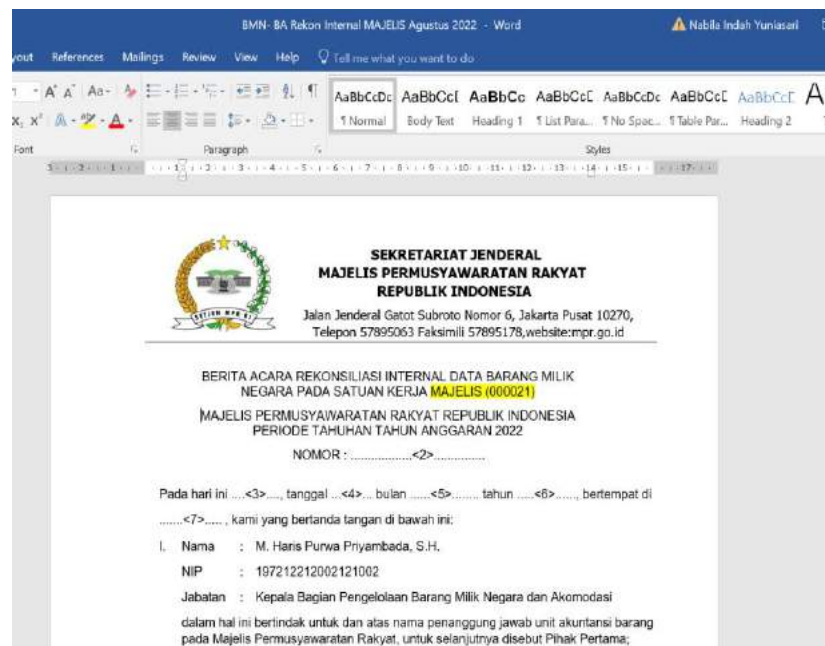 BMN- BA Rekon Internal MAJELIS Agustus 2022 - Word
Nabila Indah Yuniasari
yout References Mailings Review View Help Tell me what you want to do
AaBbCcDc AaBbCcI AaBbCc AaBbCcC AaBbCcDc AaBbCcC AaBbCcC A
¶ Normal Body Text Heading 1 ¶ List Para... ¶ No Spac... ¶ Table Par... Heading 2
Font Paragraph Styles
SEKRETARIAT JENDERAL
MAJELIS PERMUSYAWARATAN RAKYAT
REPUBLIK INDONESIA
Jalan Jenderal Gatot Subroto Nomor 6, Jakarta Pusat 10270,
Telepon 57895063 Faksimili 57895178,website:mpr.go.id
SETJEN MPR RI
BERITA ACARA REKONSILIASI INTERNAL DATA BARANG MILIK
NEGARA PADA SATUAN KERJA MAJELIS (000021)
MAJELIS PERMUSYAWARATAN RAKYAT REPUBLIK INDONESIA
PERIODE TAHUHAN TAHUN ANGGARAN 2022
NOMOR : ..................<2>...............
Pada hari ini ....<3>...., tanggal ...<4>... bulan ......<5>........ tahun .....<6>......, bertempat di
.......<7>..... , kami yang bertanda tangan di bawah ini:
I. Nama : M. Haris Purwa Priyambada, S.H.
NIP : 197212212002121002
Jabatan : Kepala Bagian Pengelolaan Barang Milik Negara dan Akomodasi
dalam hal ini bertindak untuk dan atas nama penanggung jawab unit akuntansi barang
pada Majelis Permusyawaratan Rakyat, untuk selanjutnya disebut Pihak Pertama;